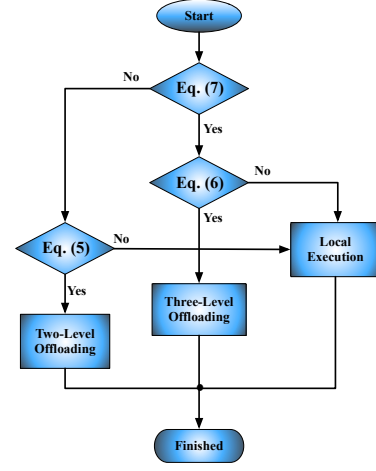 Start
No
Eq. (7)
Yes
No
Eq. (6)
Yes
Eq. (5)
No
Local
Execution
Yes
Three-Level
Offloading
Two-Level
Offloading
Finished